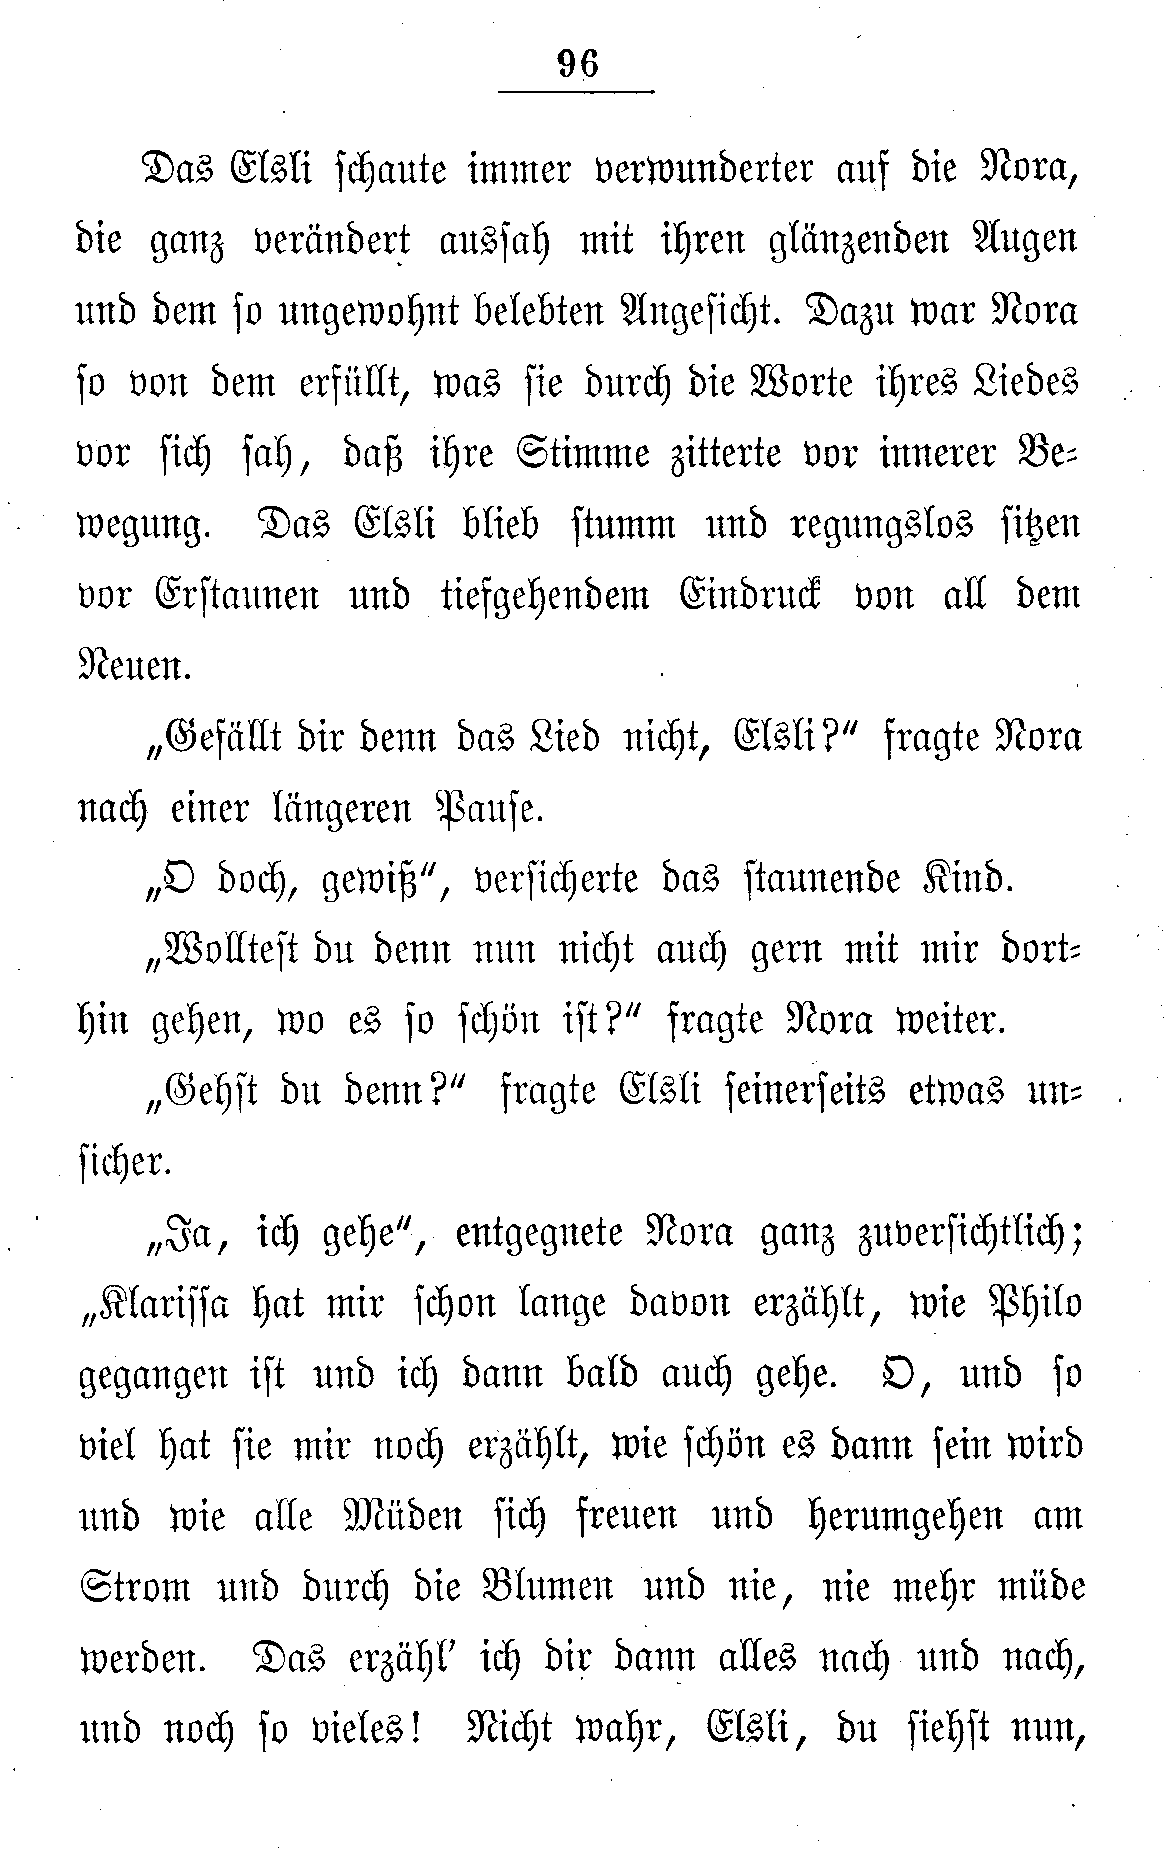 96
Das Elsli schaute immer verwunderter auf die Nora,
die ganz verändert aussah mit ihren glänzenden Augen
und dem so ungewohnt belebten Angesicht. Dazu war Nora
so von dem erfüllt, was sie durch die Worte ihres Liedes
vor sich sah, daß ihre Stimme zitterte vor innerer Be-
wegung. Das Elsli blieb stumm und regungslos sitzen
vor Erstaunen und tiefgehendem Eindruck von all dem
Neuen.
„Gefällt dir denn das Lied nicht, Elsli?“ fragte Nora
nach einer längeren Pause.
„O doch, gewiß“, versicherte das staunende Kind.
„Wolltest du denn nun nicht auch gern mit mir dort-
hin gehen, wo es so schön ist?“ fragte Nora weiter.
„Gehst du denn?“ fragte Elsli seinerseits etwas un-
sicher.
„Ja, ich gehe“, entgegnete Nora ganz zuversichtlich;
„Klarissa hat mir schon lange davon erzählt, wie Philo
gegangen ist und ich dann bald auch gehe. O, und so
viel hat sie mir noch erzählt, wie schön es dann sein wird
und wie alle Müden sich freuen und herumgehen am
Strom und durch die Blumen und nie, nie mehr müde
werden. Das erzähl’ ich dir dann alles nach und nach,
und noch so vieles! Nicht wahr, Elsli, du siehst nun,